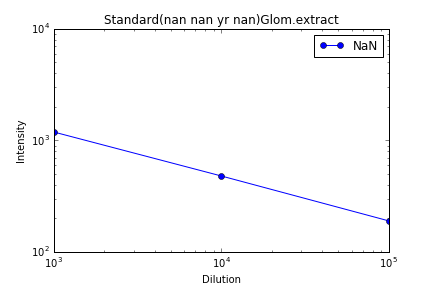 Standard(nan nan yr nan)Glom.extract
NaN
10^4
10^3
10^2
Intensity
10^3 10^4 10^5
Dilution